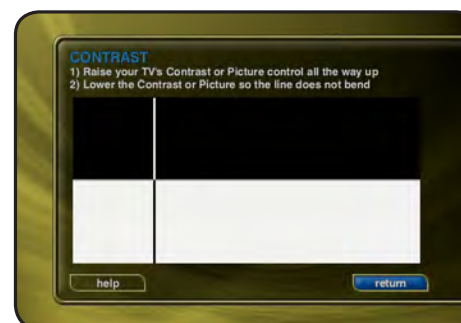 CONTRAST
1) Raise your TV's Contrast or Picture control all the way up
2) Lower the Contrast or Picture so the line does not bend
help
return